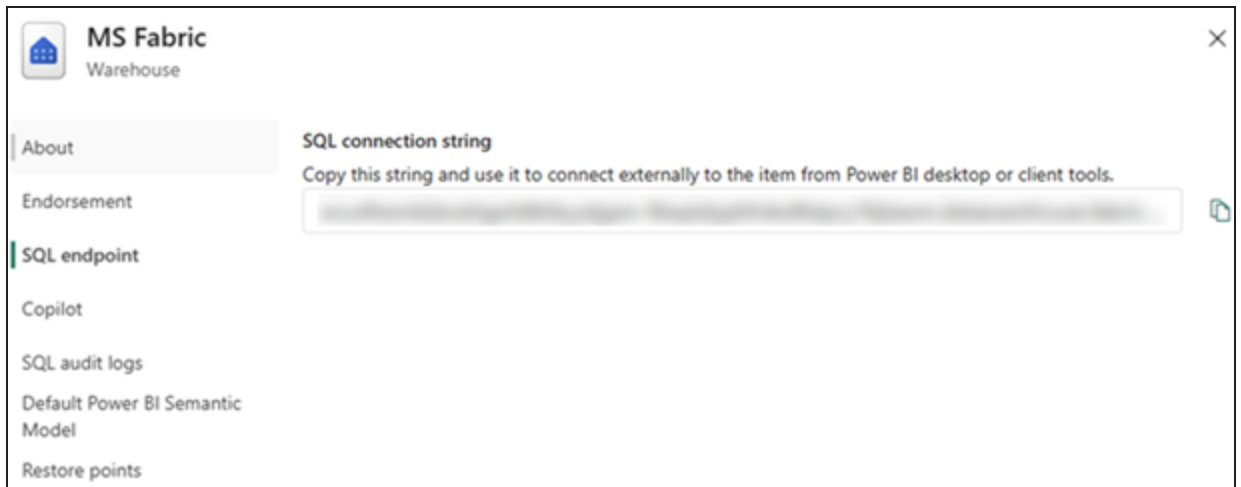 MS Fabric
Warehouse
About
Endorsement
SQL endpoint
Copilot
SQL audit logs
Default Power BI Semantic
Model
Restore points
SQL connection string
Copy this string and use it to connect externally to the item from Power BI desktop or client tools.